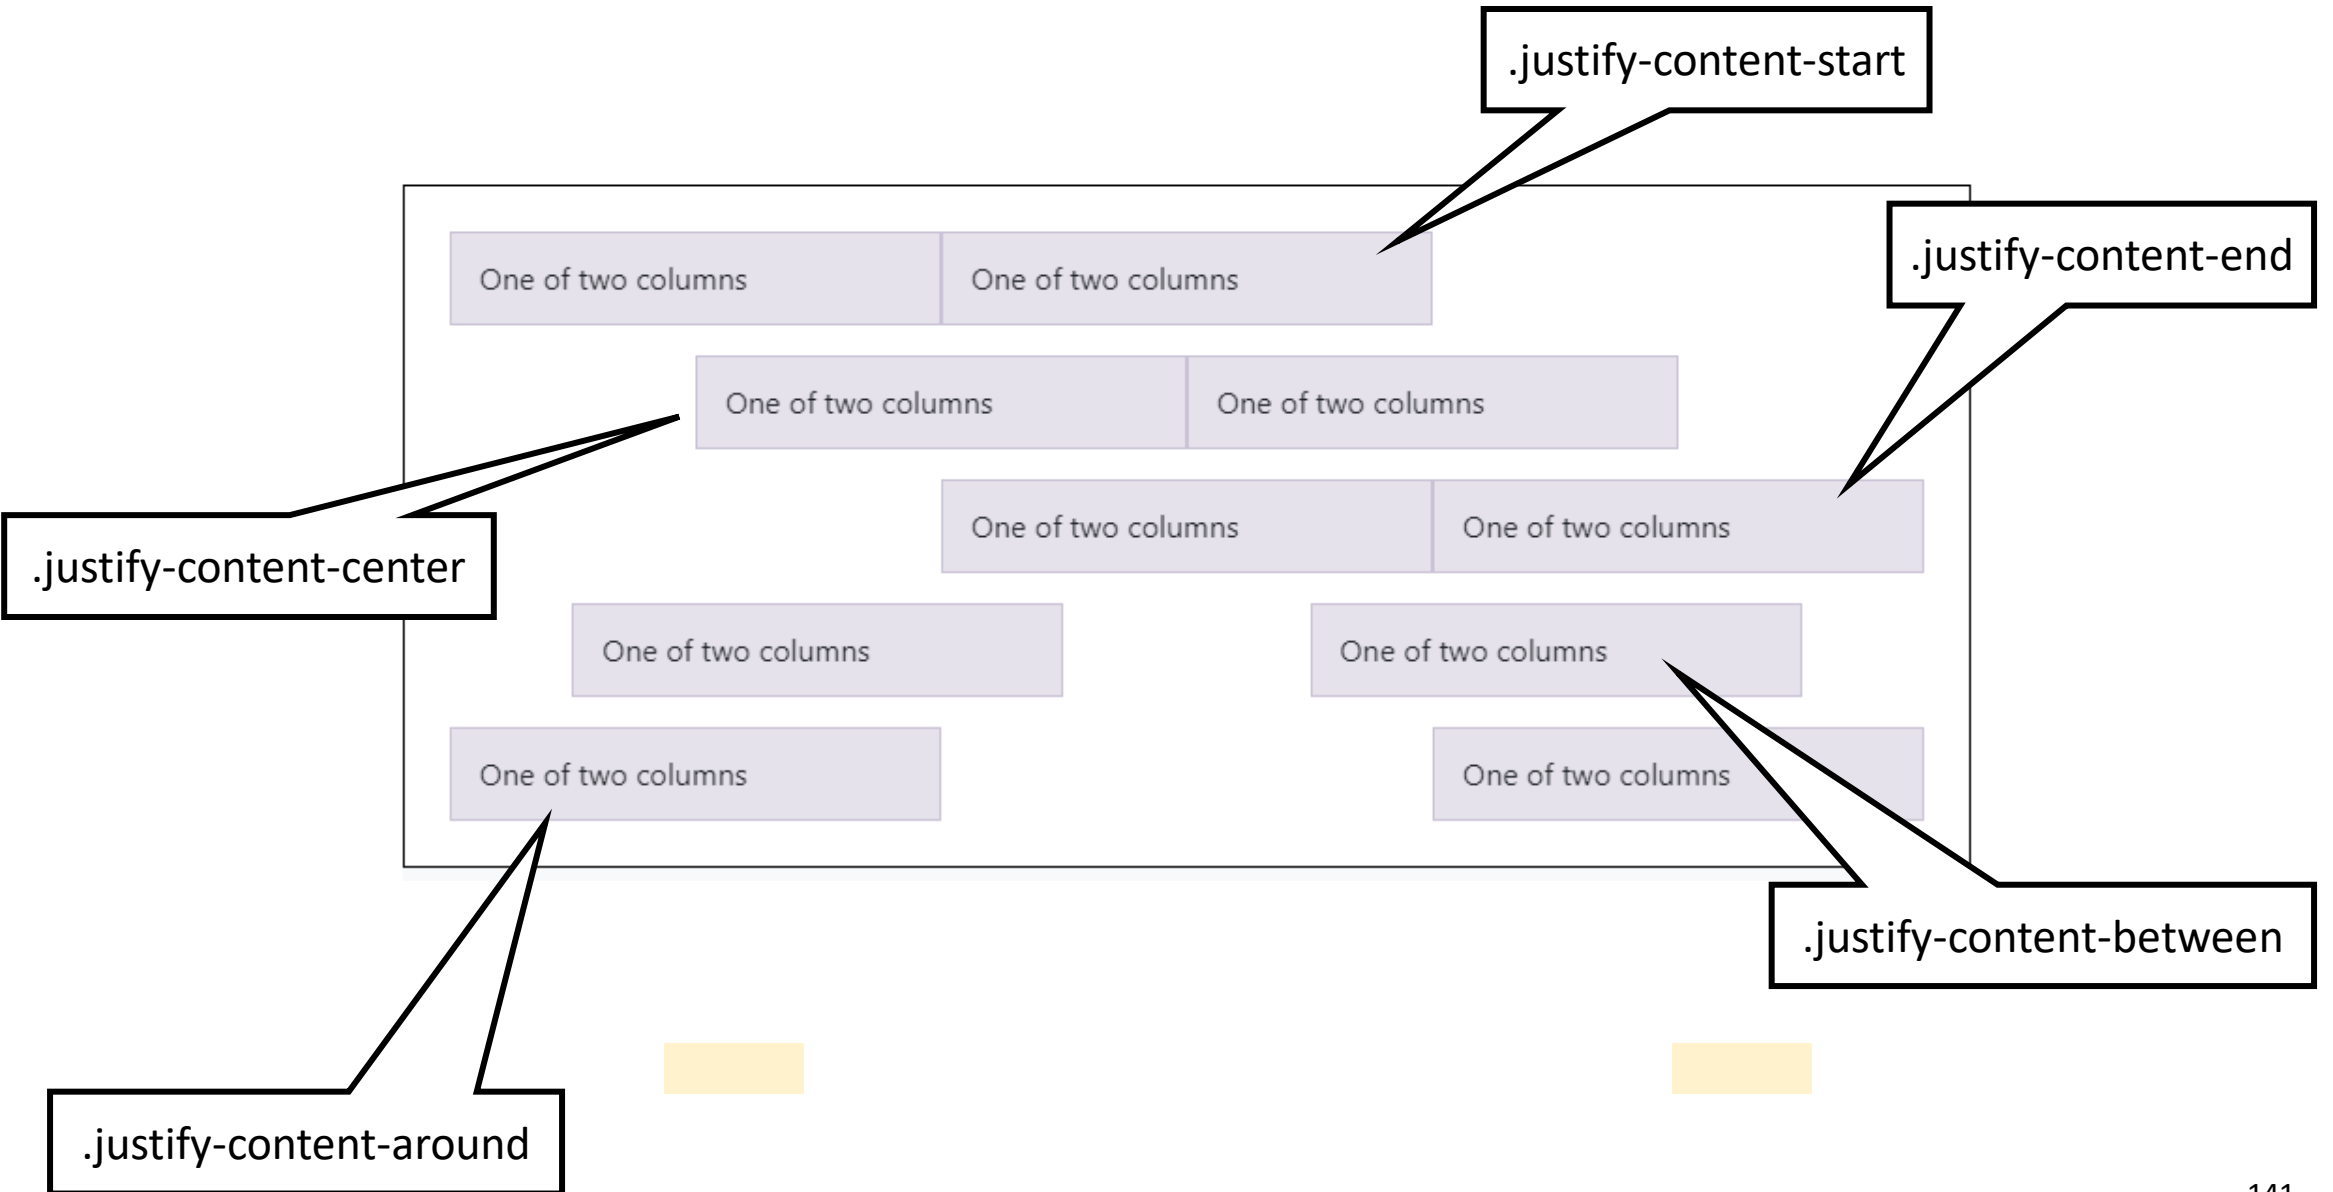 .justify-content-start
.justify-content-end
One of two columns One of two columns
One of two columns One of two columns
One of two columns One of two columns
.justify-content-center
One of two columns One of two columns
One of two columns One of two columns
.justify-content-between
.justify-content-around
141